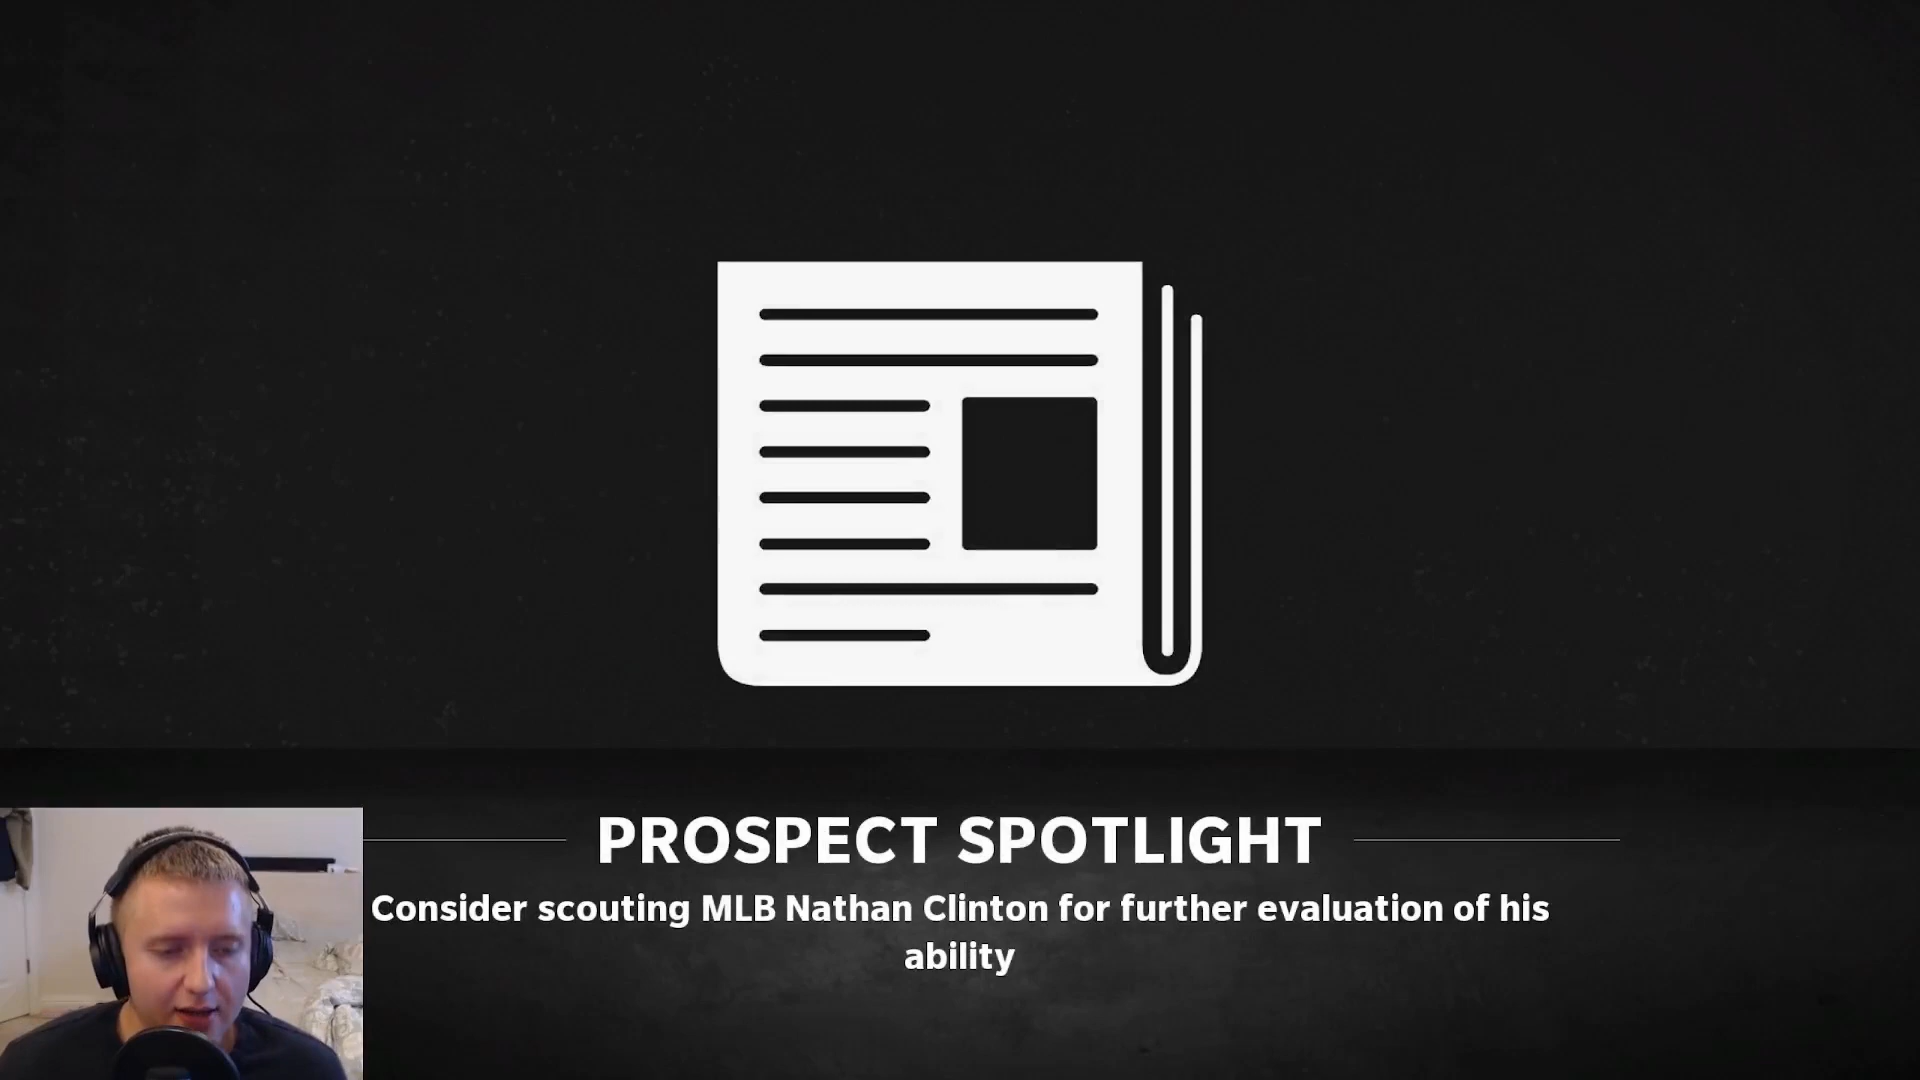 PROSPECT SPOTLIGHT
Consider scouting MLB Nathan Clinton for further evaluation of his
ability